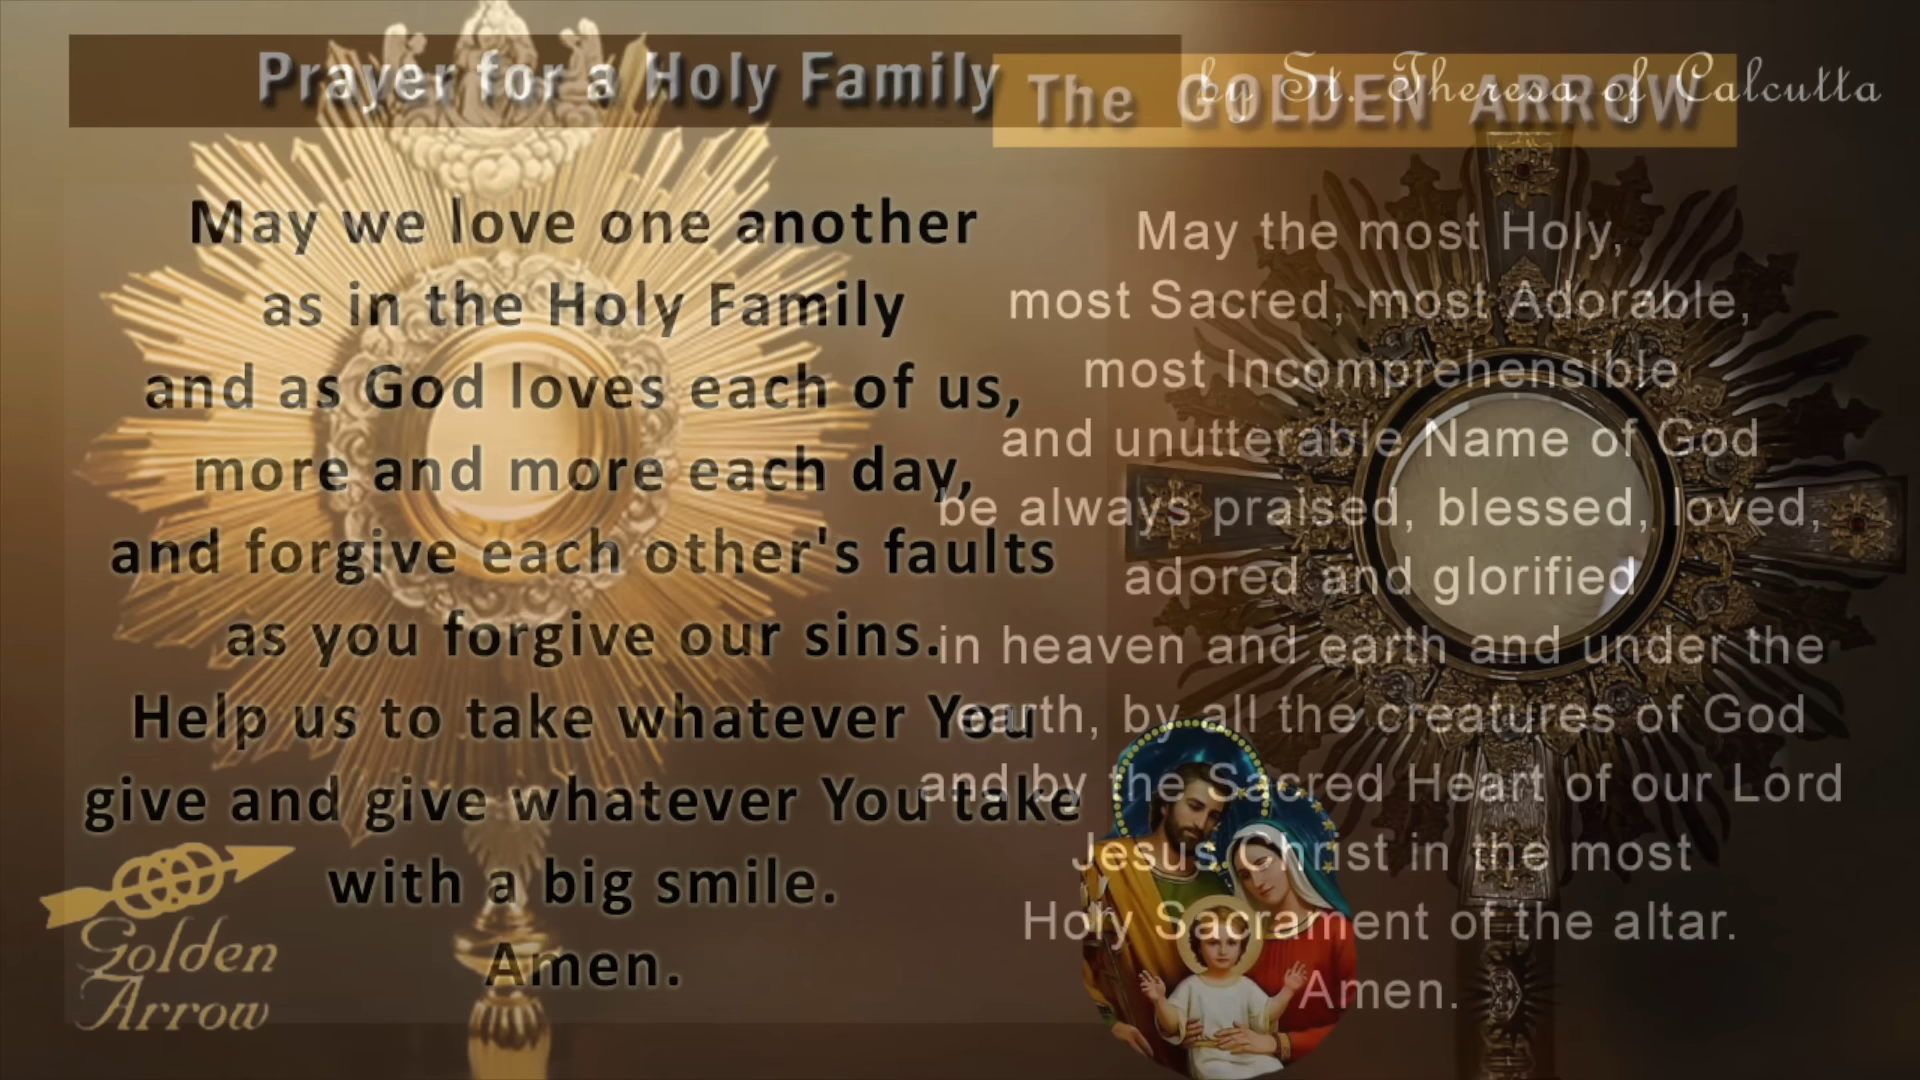 Prayer for a Holy Family
by St. Theresa of Calcutta
May we love one another
as in the Holy Family
and as God loves each of us,
more and more each day,
and forgive each other's faults
as you forgive our sins.
Help us to take whatever You
give and give whatever You take
with a big smile.
Amen.
Golden
Arrow
The GOLDEN ARROW
May the most Holy,
most Sacred, most Adorable,
most Incomprehensible
and unutterable Name of God
be always praised, blessed, loved,
adored and glorified
in heaven and earth and under the
earth, by all the creatures of God
and by the Sacred Heart of our Lord
Jesus Christ in the most
Holy Sacrament of the altar.
Amen.